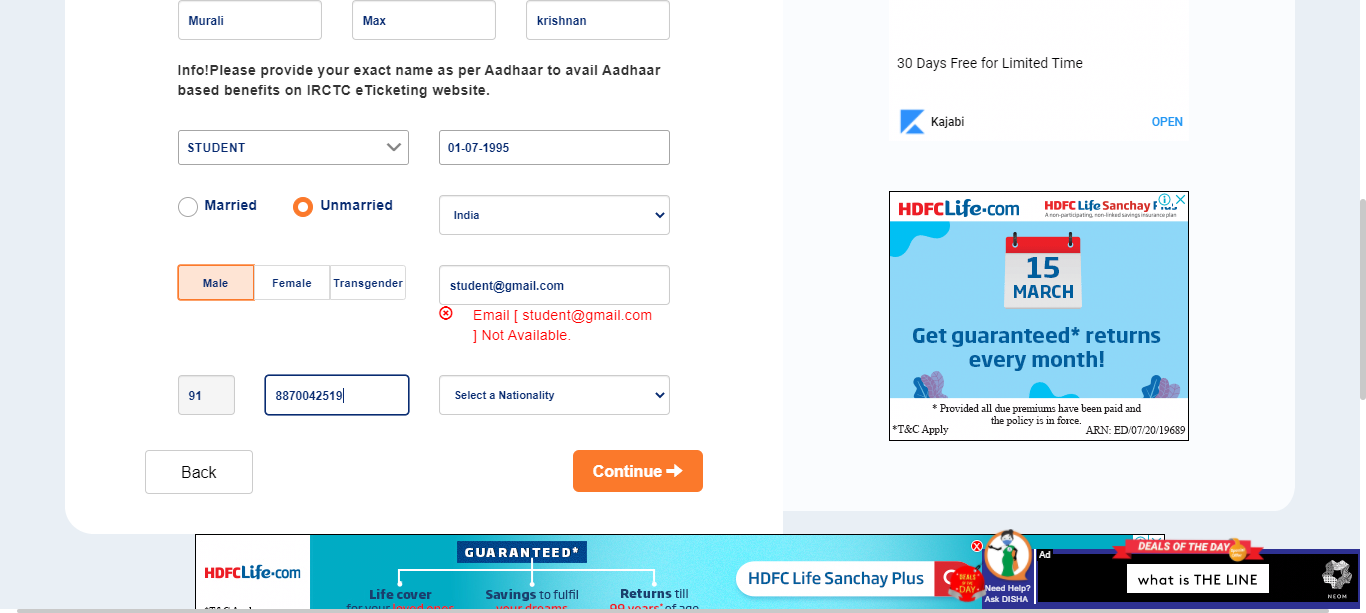 Murali
Max
krishnan
Info!Please provide your exact name as per Aadhaar to avail Aadhaar
based benefits on IRCTC eTicketing website.
STUDENT
01-07-1995
Married
Unmarried
India
Male
Female
Transgender
student@gmail.com
Email [ student@gmail.com
] Not Available.
91
8870042519
Select a Nationality
Back
Continue
30 Days Free for Limited Time
Kajabi
OPEN
HDFCLife.com
HDFC Life Sanchay
A non-participating, non-linked savings insurance plan
15
MARCH
Get guaranteed* returns
every month!
* Provided all due premiums have been paid and
the policy is in force.
*T&C Apply
ARN: ED/07/20/19689
HDFCLife.com
GUARANTEED*
Life cover
for your loved ones
Savings to fulfil
your dreams
Returns till
99 years* of age
HDFC Life Sanchay Plus
DEALS
OF THE
DAY
Need Help?
Ask DISHA
Ad
DEALS OF THE DAY
what is THE LINE
NEOM